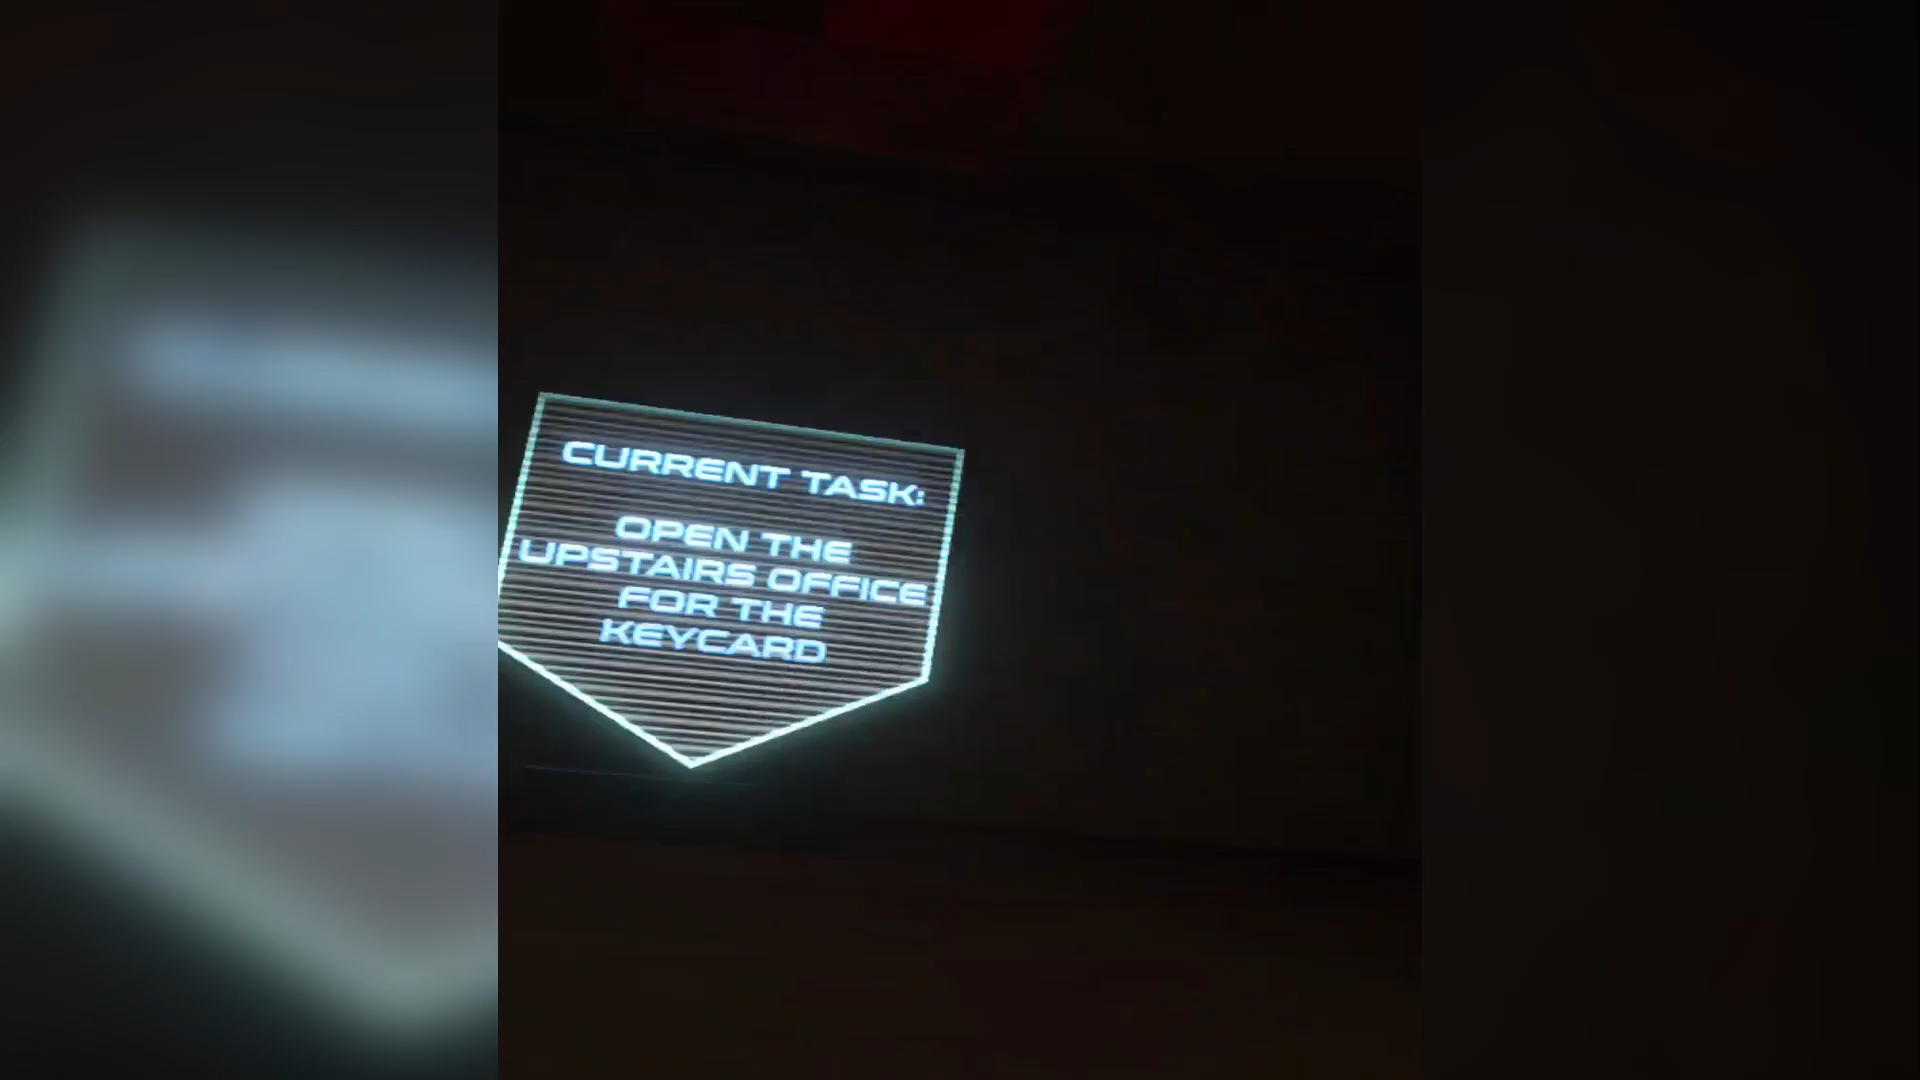 CURRENT TASK:
OPEN THE
UPSTAIRS OFFICE
FOR THE
KEYCARD